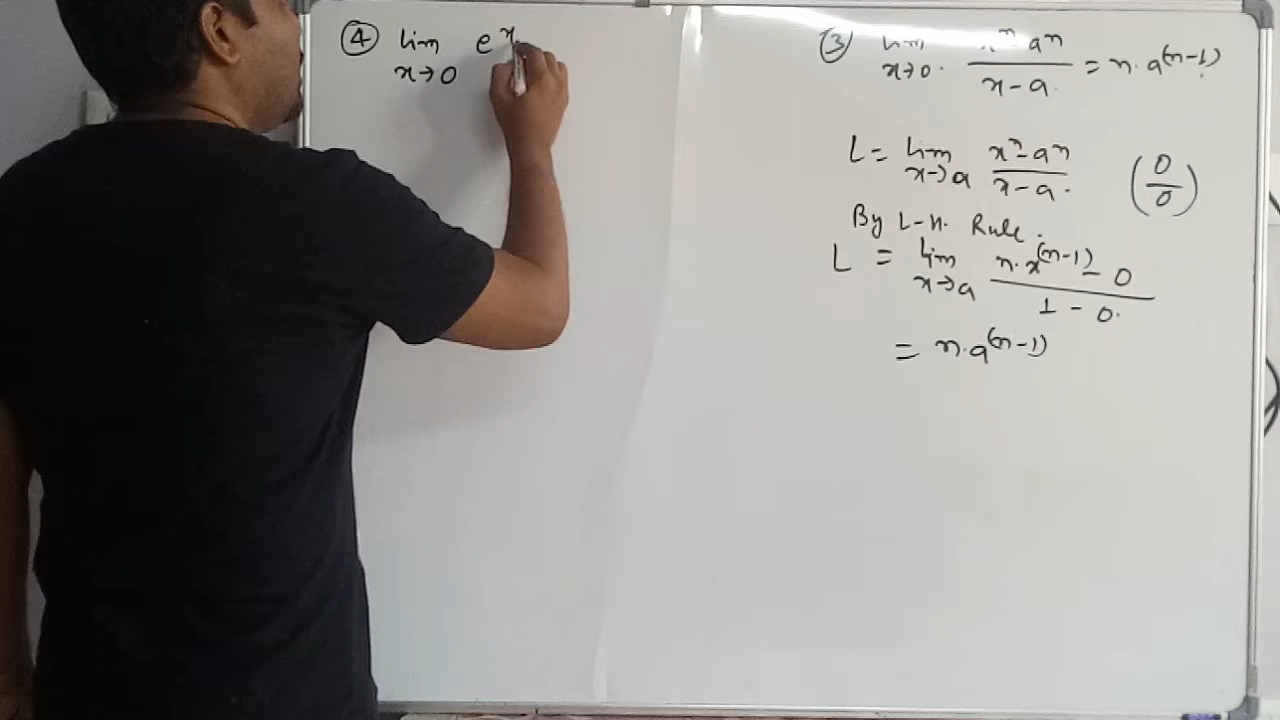 ④ lim x→0 e^x
③ lim x→0. x^n - a^n / x-a. = n.a^(n-1)
L = lim x→a x^n - a^n / x-a. (0/0)
By L-H. Rule.
L = lim x→a n.x^(n-1) - 0 / 1 - 0.
= n.a^(n-1)